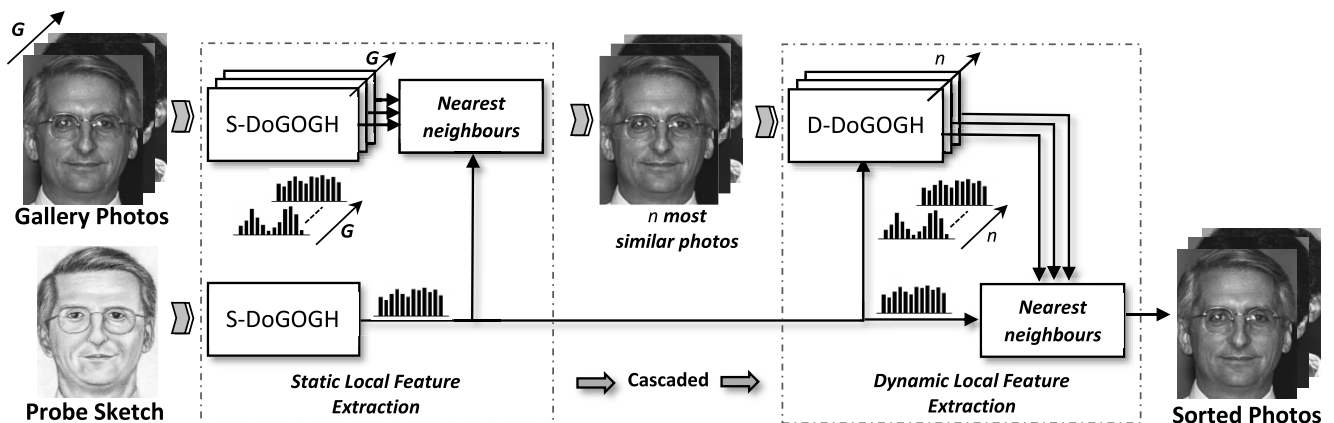 G
Gallery Photos
S-DoGOGH
G
Nearest
neighbours
G
n most
similar photos
D-DoGOGH
n
n
Probe Sketch
S-DoGOGH
Static Local Feature
Extraction
Cascaded
Nearest
neighbours
Dynamic Local Feature
Extraction
Sorted Photos